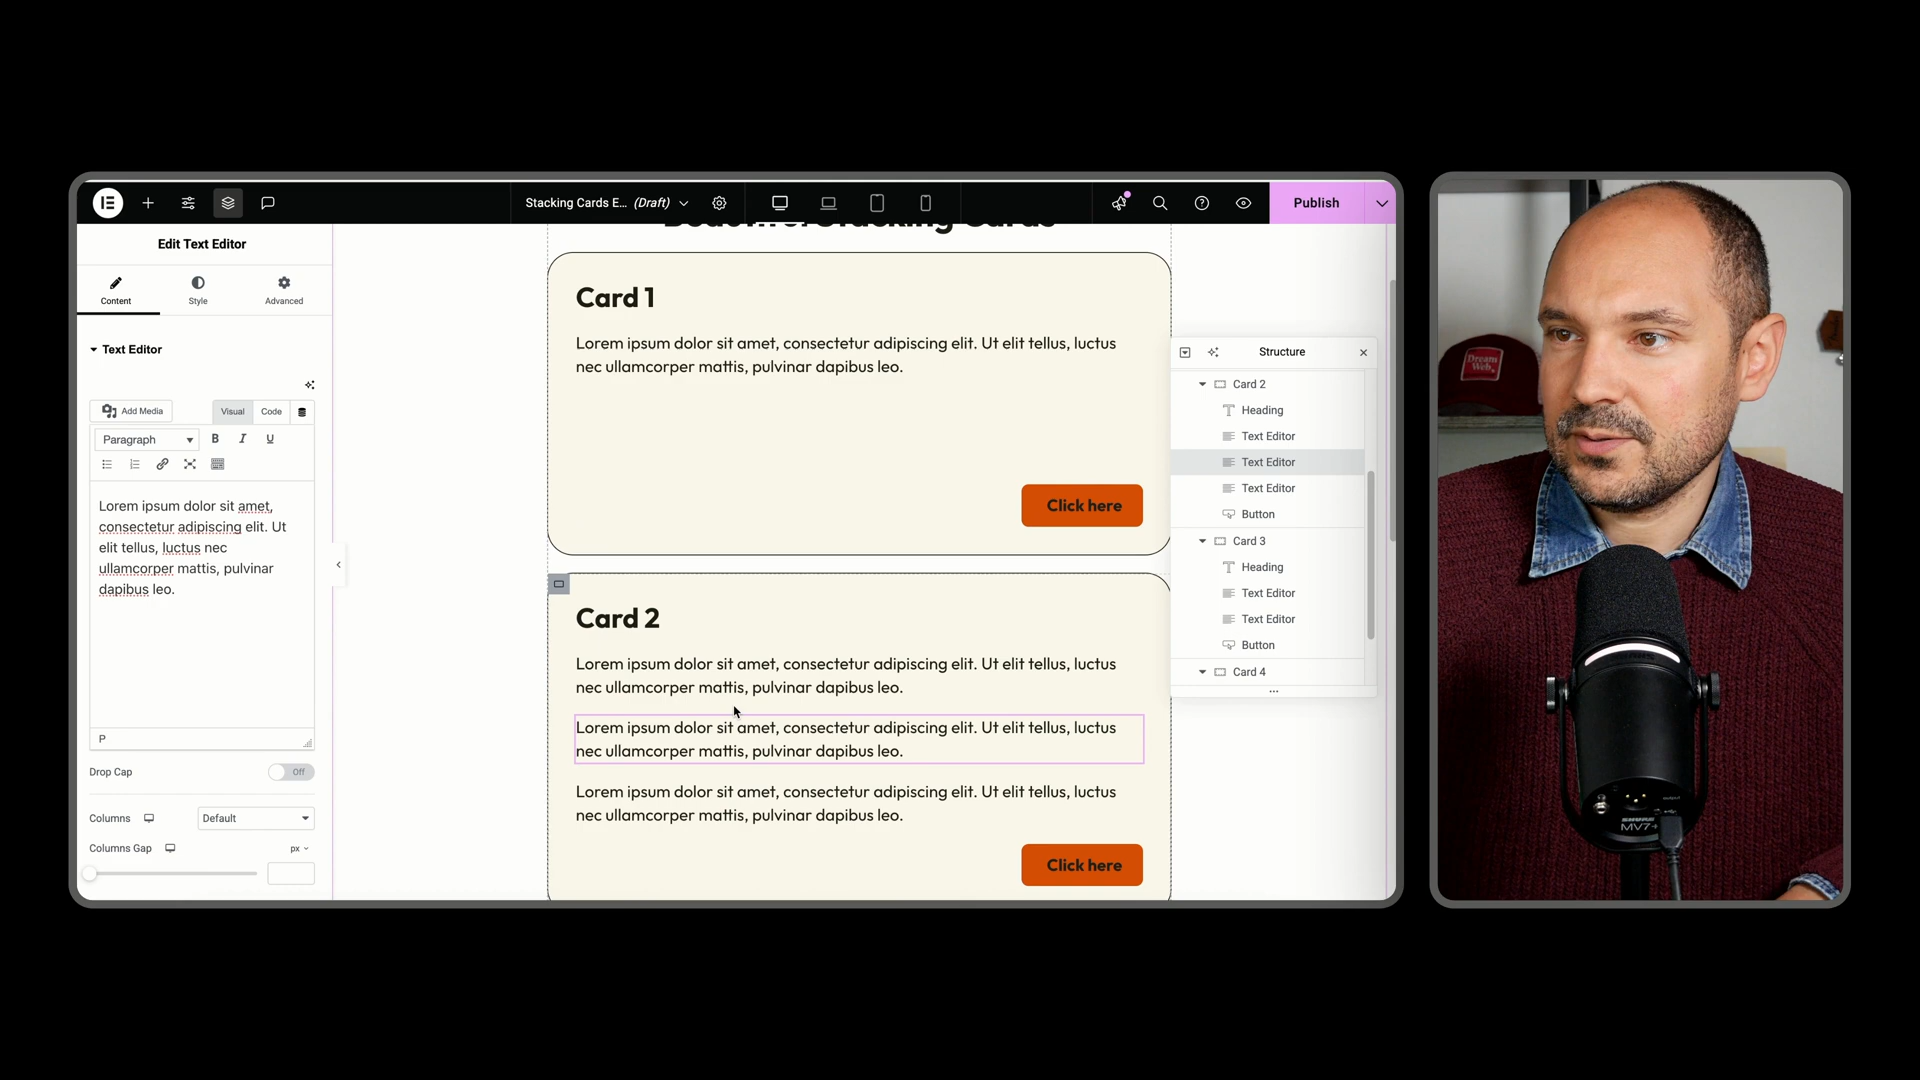 Stacking Cards E... (Draft)
Publish
Edit Text Editor
Content
Style
Advanced
Text Editor
Add Media
Visual
Code
Paragraph
B
I
U
Lorem ipsum dolor sit amet,
consectetur adipiscing elit. Ut
elit tellus, luctus nec
ullamcorper mattis, pulvinar
dapibus leo.
P
Drop Cap
Off
Columns
Default
Columns Gap
px
Stacking Cards
Card 1
Lorem ipsum dolor sit amet, consectetur adipiscing elit. Ut elit tellus, luctus
nec ullamcorper mattis, pulvinar dapibus leo.
Click here
Card 2
Lorem ipsum dolor sit amet, consectetur adipiscing elit. Ut elit tellus, luctus
nec ullamcorper mattis, pulvinar dapibus leo.
Lorem ipsum dolor sit amet, consectetur adipiscing elit. Ut elit tellus, luctus
nec ullamcorper mattis, pulvinar dapibus leo.
Lorem ipsum dolor sit amet, consectetur adipiscing elit. Ut elit tellus, luctus
nec ullamcorper mattis, pulvinar dapibus leo.
Click here
Structure
Card 2
Heading
Text Editor
Text Editor
Text Editor
Button
Card 3
Heading
Text Editor
Text Editor
Button
Card 4
...
Dream
Web
SHURE
MV7+